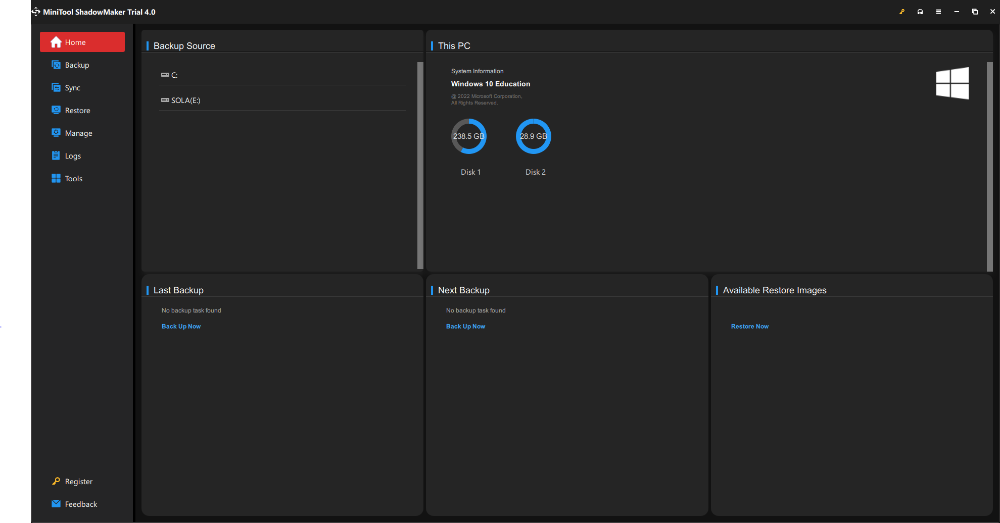 MiniTool ShadowMaker Trial 4.0
Home
Backup
Sync
Restore
Manage
Logs
Tools
Register
Feedback
Backup Source
C:
SOLA(E:)
This PC
System Information
Windows 10 Education
@ 2022 Microsoft Corporation,
All Rights Reserved.
238.5 GB
28.9 GB
Disk 1
Disk 2
Last Backup
No backup task found
Back Up Now
Next Backup
No backup task found
Back Up Now
Available Restore Images
Restore Now